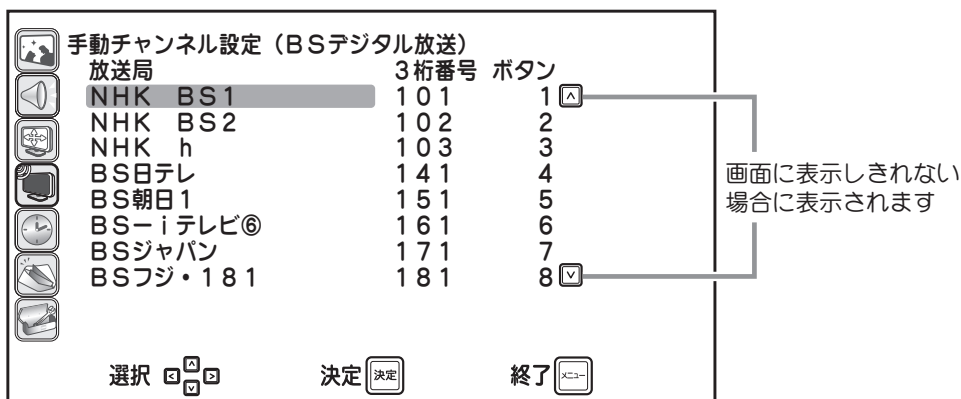 手動チャンネル設定（BSデジタル放送）
放送局 3桁番号 ボタン
NHK BS1 101 1
NHK BS2 102 2
NHK h 103 3
BS日テレ 141 4
BS朝日1 151 5
BSーiテレビ⑥ 161 6
BSジャパン 171 7
BSフジ・181 181 8
画面に表示しきれない
場合に表示されます
選択 決定 決定 終了 メニュー